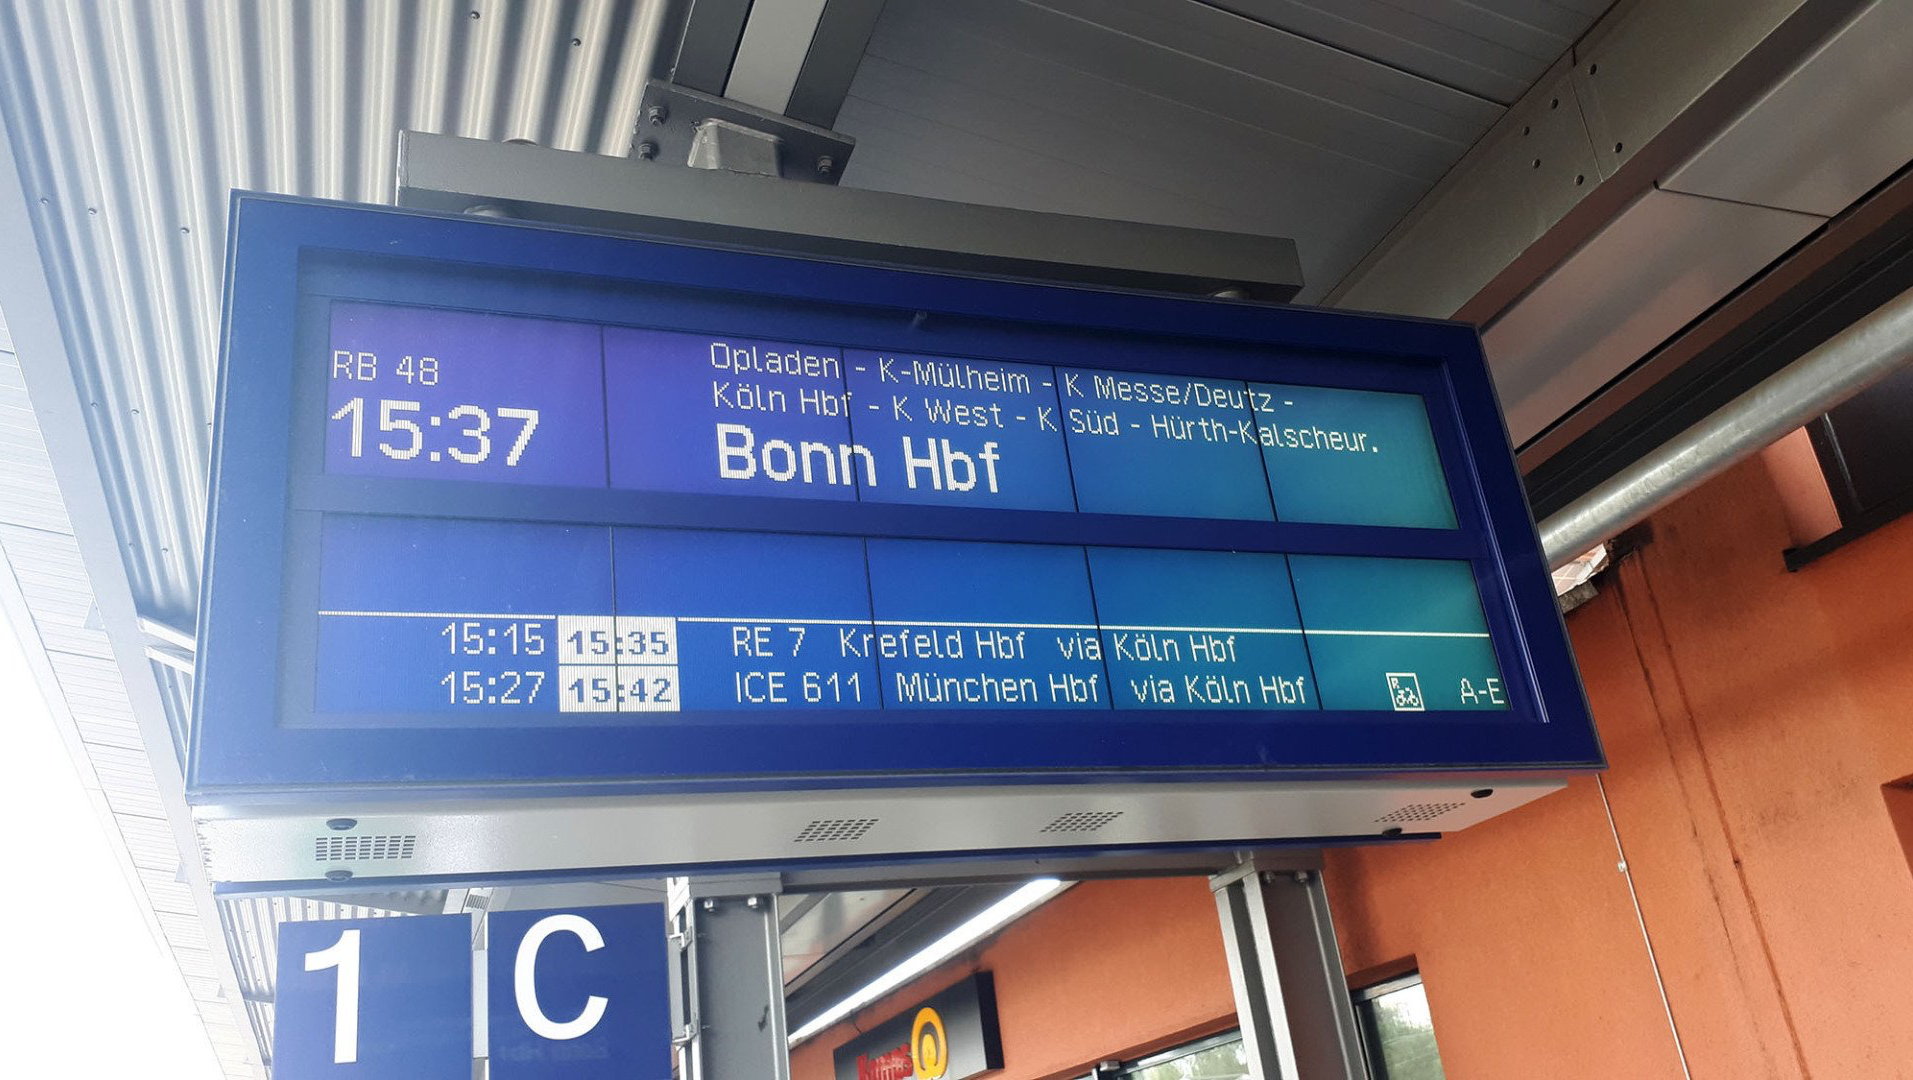 RB 48
15:37
Opladen - K-Mülheim - K Messe/Deutz -
Köln Hbf - K West - K Süd - Hürth-Kalscheur.
Bonn Hbf
15:15 15:35 RE 7 Krefeld Hbf via Köln Hbf
15:27 15:42 ICE 611 München Hbf via Köln Hbf A-E
1 C
Kamps